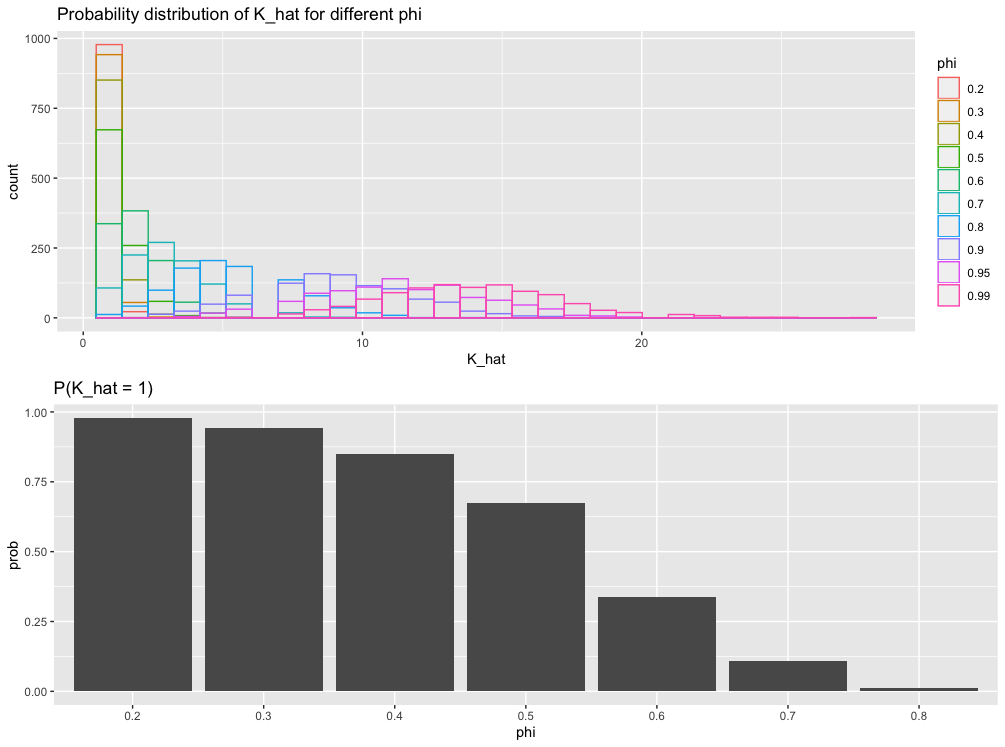 Probability distribution of K_hat for different phi
1000
750
500
250
0
count
0 10 20
K_hat
phi
0.2
0.3
0.4
0.5
0.6
0.7
0.8
0.9
0.95
0.99
P(K_hat = 1)
1.00
0.75
0.50
0.25
0.00
prob
0.2 0.3 0.4 0.5 0.6 0.7 0.8
phi